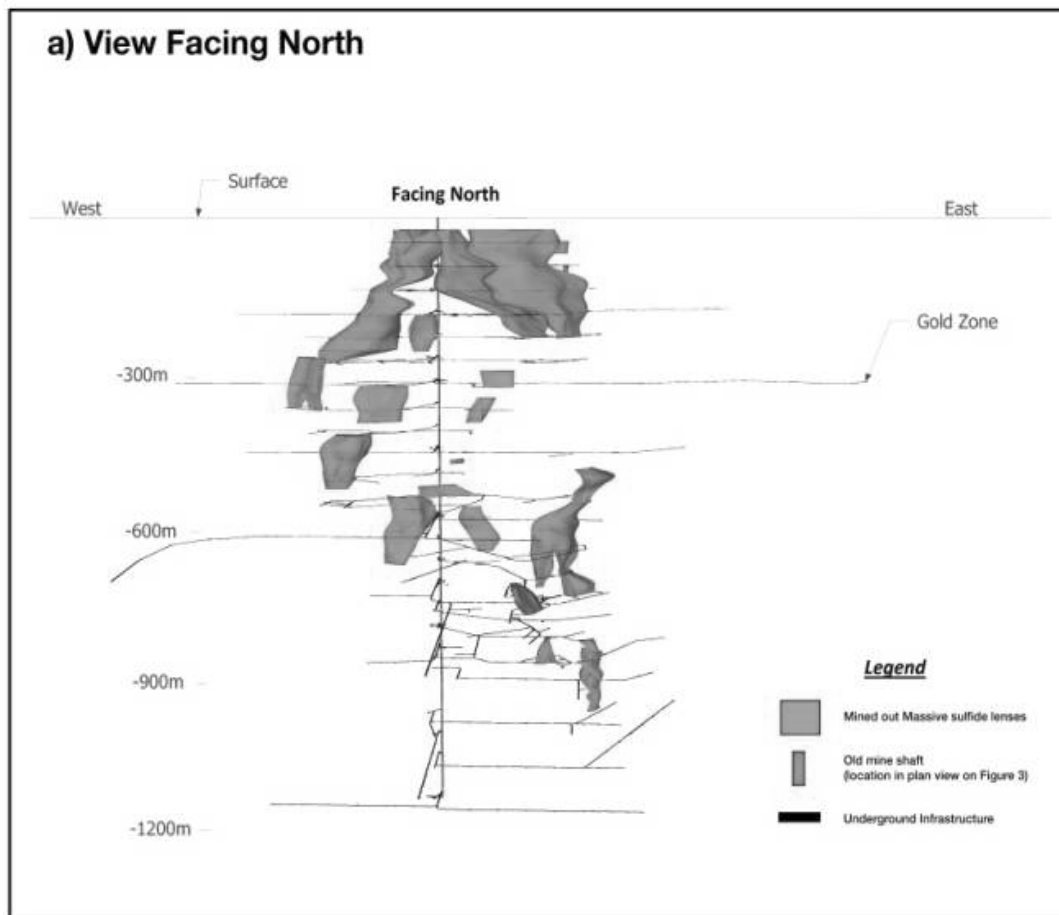 a) View Facing North
Surface
Facing North
West
East
Gold Zone
-300m
-600m
-900m
-1200m
Legend
Mined out Massive sulfide lenses
Old mine shaft
(location in plan view on Figure 3)
Underground Infrastructure